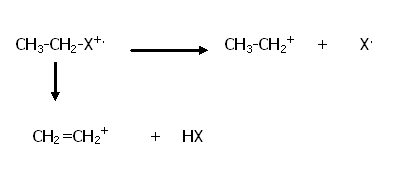 CH₃-CH₂-X⁺· CH₃-CH₂⁺ + X·
CH₂=CH₂⁺ + HX